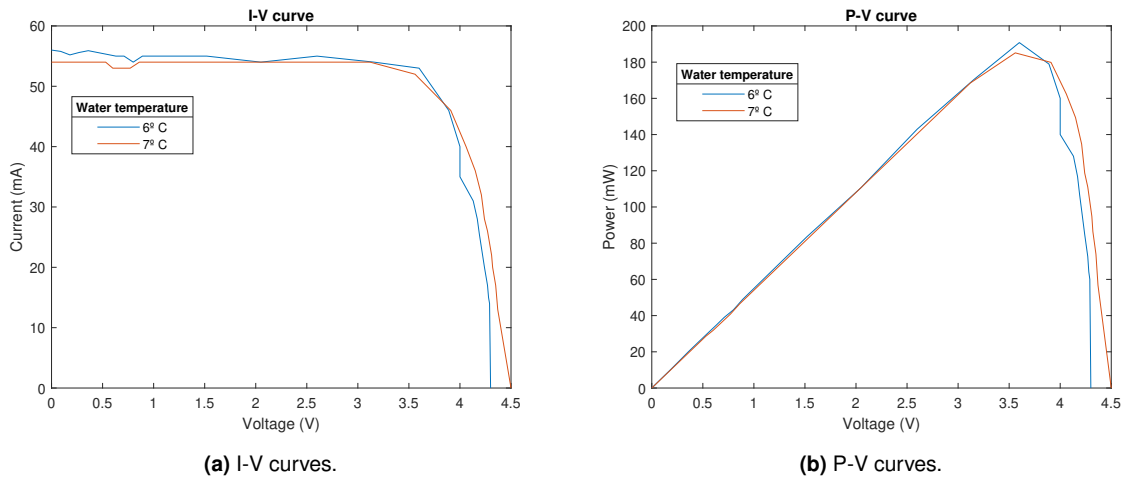 I-V curve
60
50
40
30
20
10
0
Current (mA)
Water temperature
6º C
7º C
0 0.5 1 1.5 2 2.5 3 3.5 4 4.5
Voltage (V)
(a) I-V curves.
P-V curve
200
180
160
140
120
100
80
60
40
20
0
Power (mW)
Water temperature
6º C
7º C
0 0.5 1 1.5 2 2.5 3 3.5 4 4.5
Voltage (V)
(b) P-V curves.